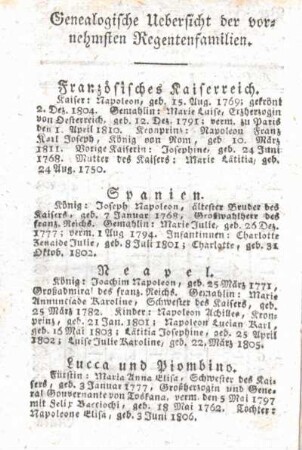 Genealogische Uebersicht der vor-
nehmsten Regentenfamilien.
Französisches Kaiserreich.
Kaiser: Napoleon, geb. 15. Aug. 1769; gekrönt
2. Dez. 1804. Gemahlinn: Marie Luise, Erzherzogin
von Oesterreich, geb. 12. Dez. 1791; verm. zu Paris
den 1. April 1810. Kronprinz: Napoleon Franz
Karl Joseph, König von Rom, geb. 10. März
1811. Vorige Kaiserin: Josephine, geb. 24 Juni
1768. Mutter des Kaisers: Marie Lätitia, geb.
24 Aug. 1750.
Spanien.
König: Joseph Napoleon, ältester Bruder des
Kaisers, geb. 7 Januar 1768, Großwahlherr des
franz. Reichs. Gemahlin: Marie Julie, geb. 26 Dez.
1777; verm. 1 Aug. 1794. Infantinnen: Charlotte
Zenaide Julie, geb. 8 Juli 1801; Charlotte, geb. 31
Oktob. 1802.
Neapel.
König: Joachim Napoleon, geb. 25 März 1771,
Großadmiral des franz. Reichs. Gemahlin: Marie
Annunciade Karoline, Schwester des Kaisers, geb.
25 März 1782. Kinder: Napoleon Achilles, Kron-
prinz, geb. 21 Jan. 1801; Napoleon Lucian Karl,
geb. 16 Mai 1803; Lätitia Josephine, geb. 25 April
1802; Luise Julie Karoline, geb. 22. März 1805.
Lucca und Piombino.
Fürstin: Maria Anna Elisa, Schwester des Kai-
sers, geb. 3 Januar 1777, Großherzogin und Gene-
ral Gouvernante von Toskana, verm. den 5 Mai 1797
mit Felix Bacciochi, geb. 18 Mai 1762. Tochter:
Napoleone Elisa, geb. 3 Juni 1806.